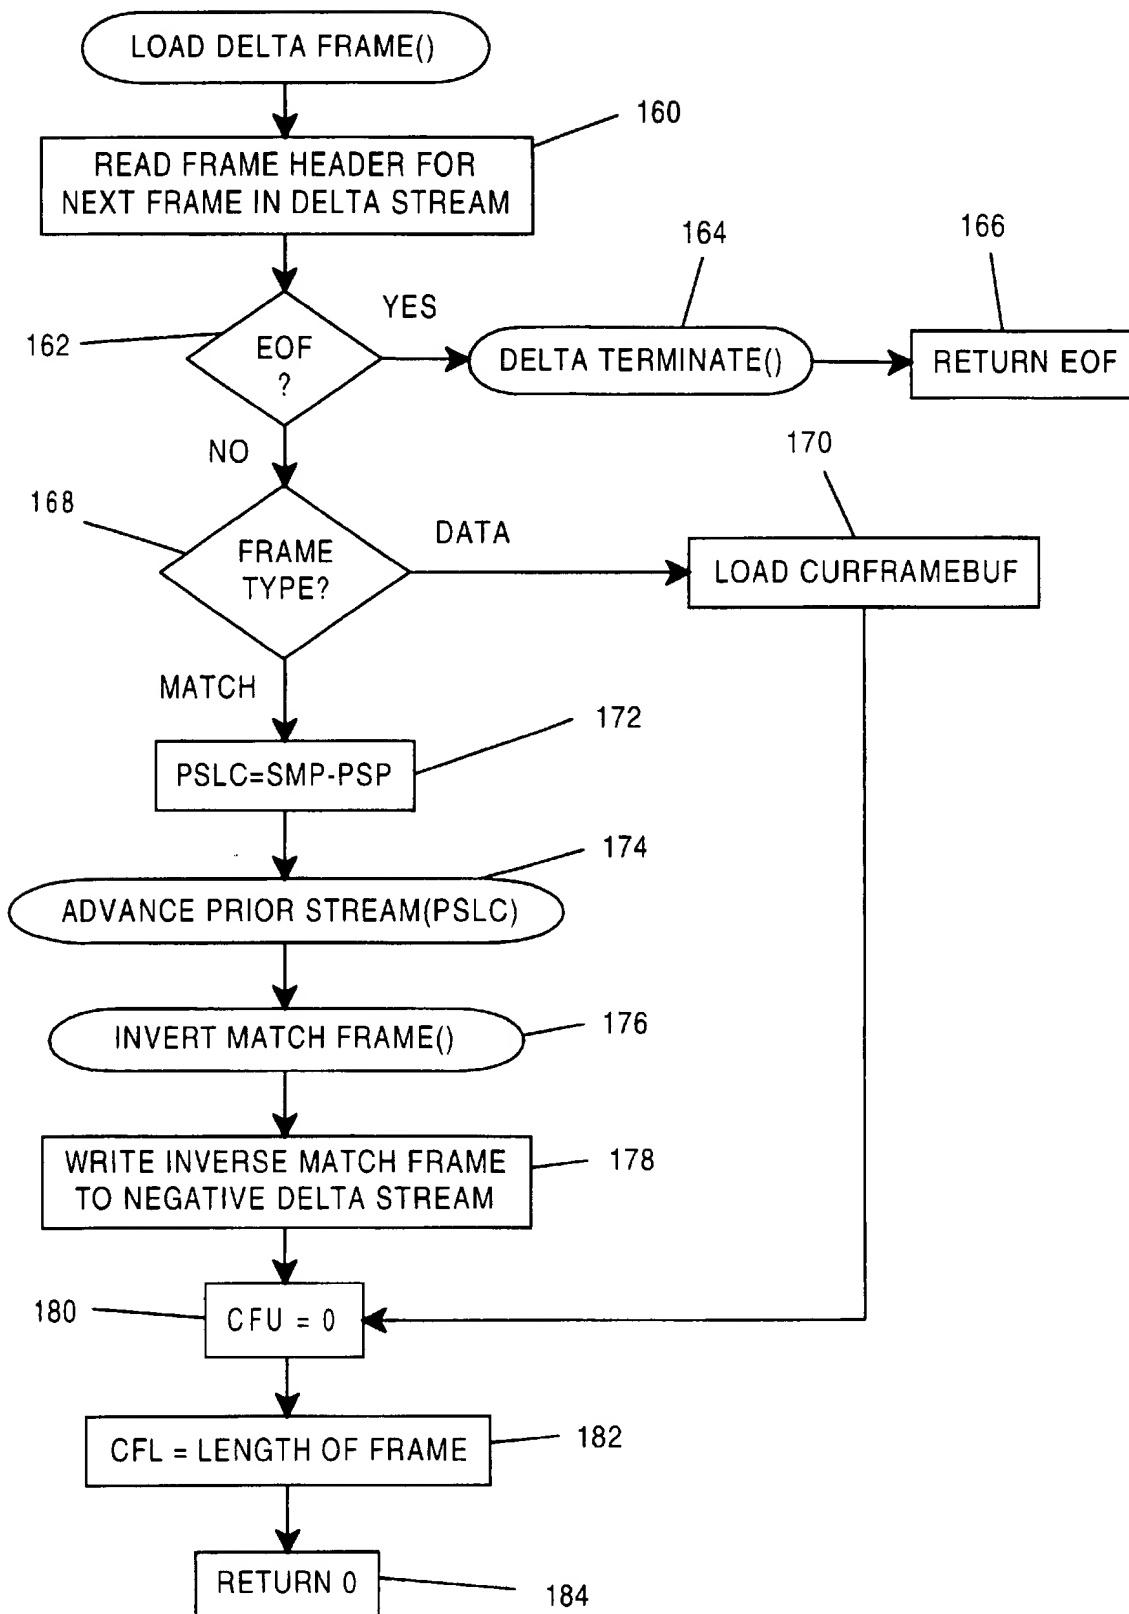 LOAD DELTA FRAME()
160
READ FRAME HEADER FOR
NEXT FRAME IN DELTA STREAM
164
166
YES
162
EOF
?
DELTA TERMINATE()
RETURN EOF
NO
170
168
DATA
FRAME
TYPE?
LOAD CURFRAMEBUF
MATCH
172
PSLC=SMP-PSP
174
ADVANCE PRIOR STREAM(PSLC)
INVERT MATCH FRAME()
176
WRITE INVERSE MATCH FRAME
TO NEGATIVE DELTA STREAM
178
180
CFU = 0
CFL = LENGTH OF FRAME
182
RETURN 0
184